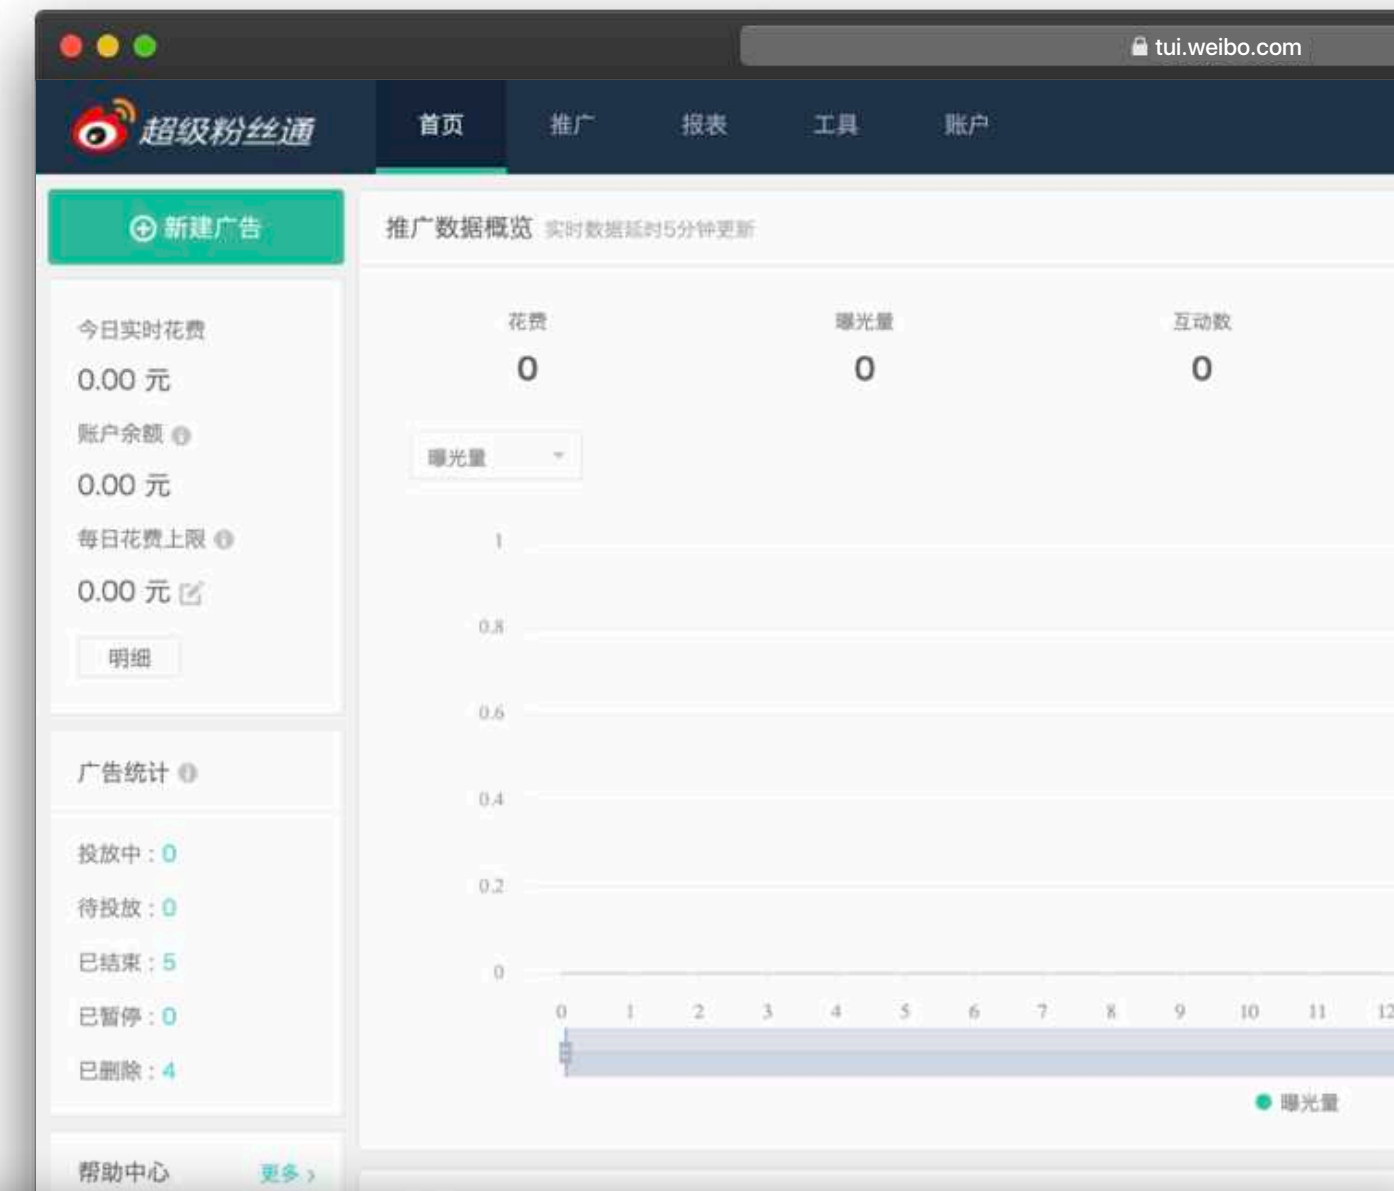 tui.weibo.com
超级粉丝通 首页 推广 报表 工具 账户
新建广告
今日实时花费
0.00 元
账户余额
0.00 元
每日花费上限
0.00 元
明细
广告统计
投放中：0
待投放：0
已结束：5
已暂停：0
已删除：4
帮助中心 更多 ›
推广数据概览 实时数据延时5分钟更新
花费 曝光量 互动数
0 0 0
曝光量
1
0.8
0.6
0.4
0.2
0
0 1 2 3 4 5 6 7 8 9 10 11 12
曝光量